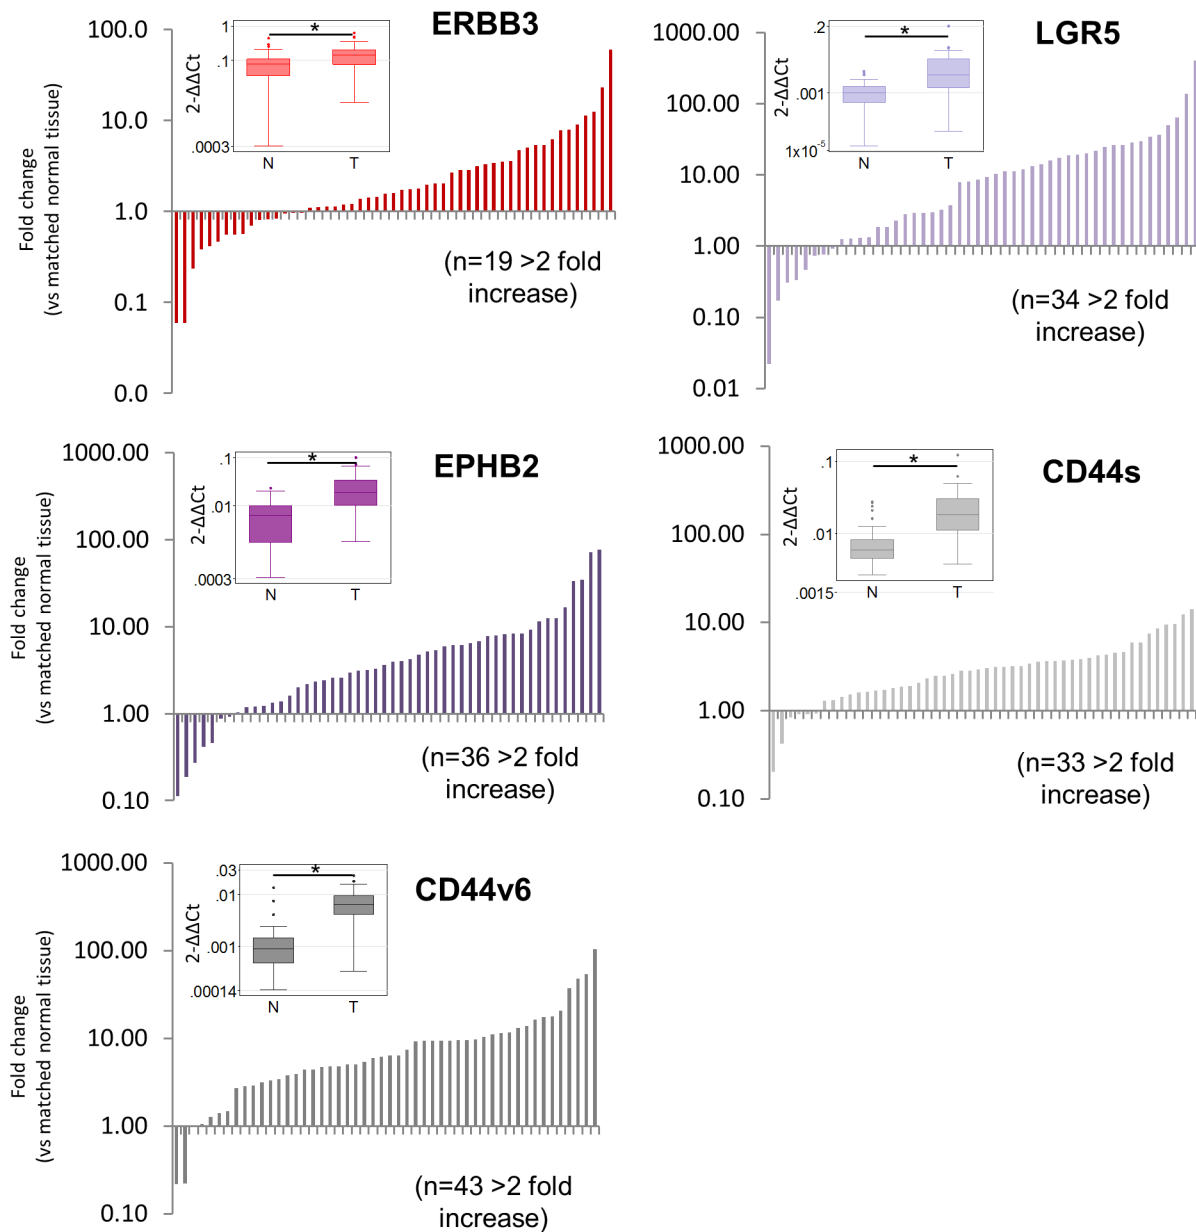 ERBB3
Fold change
(vs matched normal tissue)
100.0
10.0
1.0
0.1
0.0
2-ΔΔCt
1
.1
.0003
*
N T
(n=19 >2 fold
increase)
LGR5
1000.00
100.00
10.00
1.00
0.10
0.01
2-ΔΔCt
.2
.001
1x10-5
*
N T
(n=34 >2 fold
increase)
EPHB2
Fold change
(vs matched normal tissue)
1000.00
100.00
10.00
1.00
0.10
2-ΔΔCt
.1
.01
.0003
*
N T
(n=36 >2 fold
increase)
CD44s
1000.00
100.00
10.00
1.00
0.10
2-ΔΔCt
.1
.01
.0015
*
N T
(n=33 >2 fold
increase)
CD44v6
Fold change
(vs matched normal tissue)
1000.00
100.00
10.00
1.00
0.10
2-ΔΔCt
.03
.01
.001
.00014
*
N T
(n=43 >2 fold
increase)